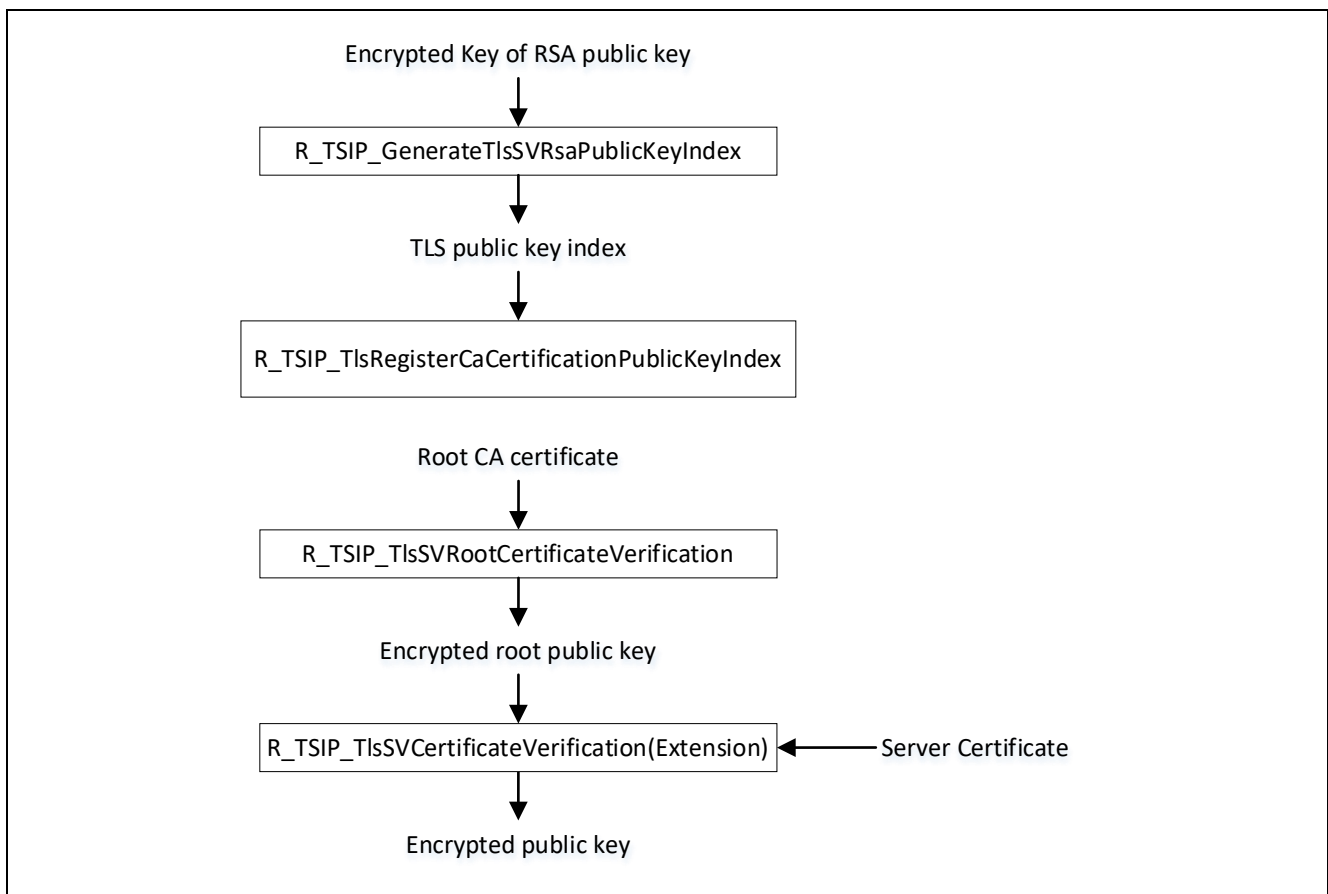 Encrypted Key of RSA public key
R_TSIP_GenerateTlsSVRsaPublicKeyIndex
TLS public key index
R_TSIP_TlsRegisterCaCertificationPublicKeyIndex
Root CA certificate
R_TSIP_TlsSVRootCertificateVerification
Encrypted root public key
R_TSIP_TlsSVCertificateVerification(Extension)
Server Certificate
Encrypted public key